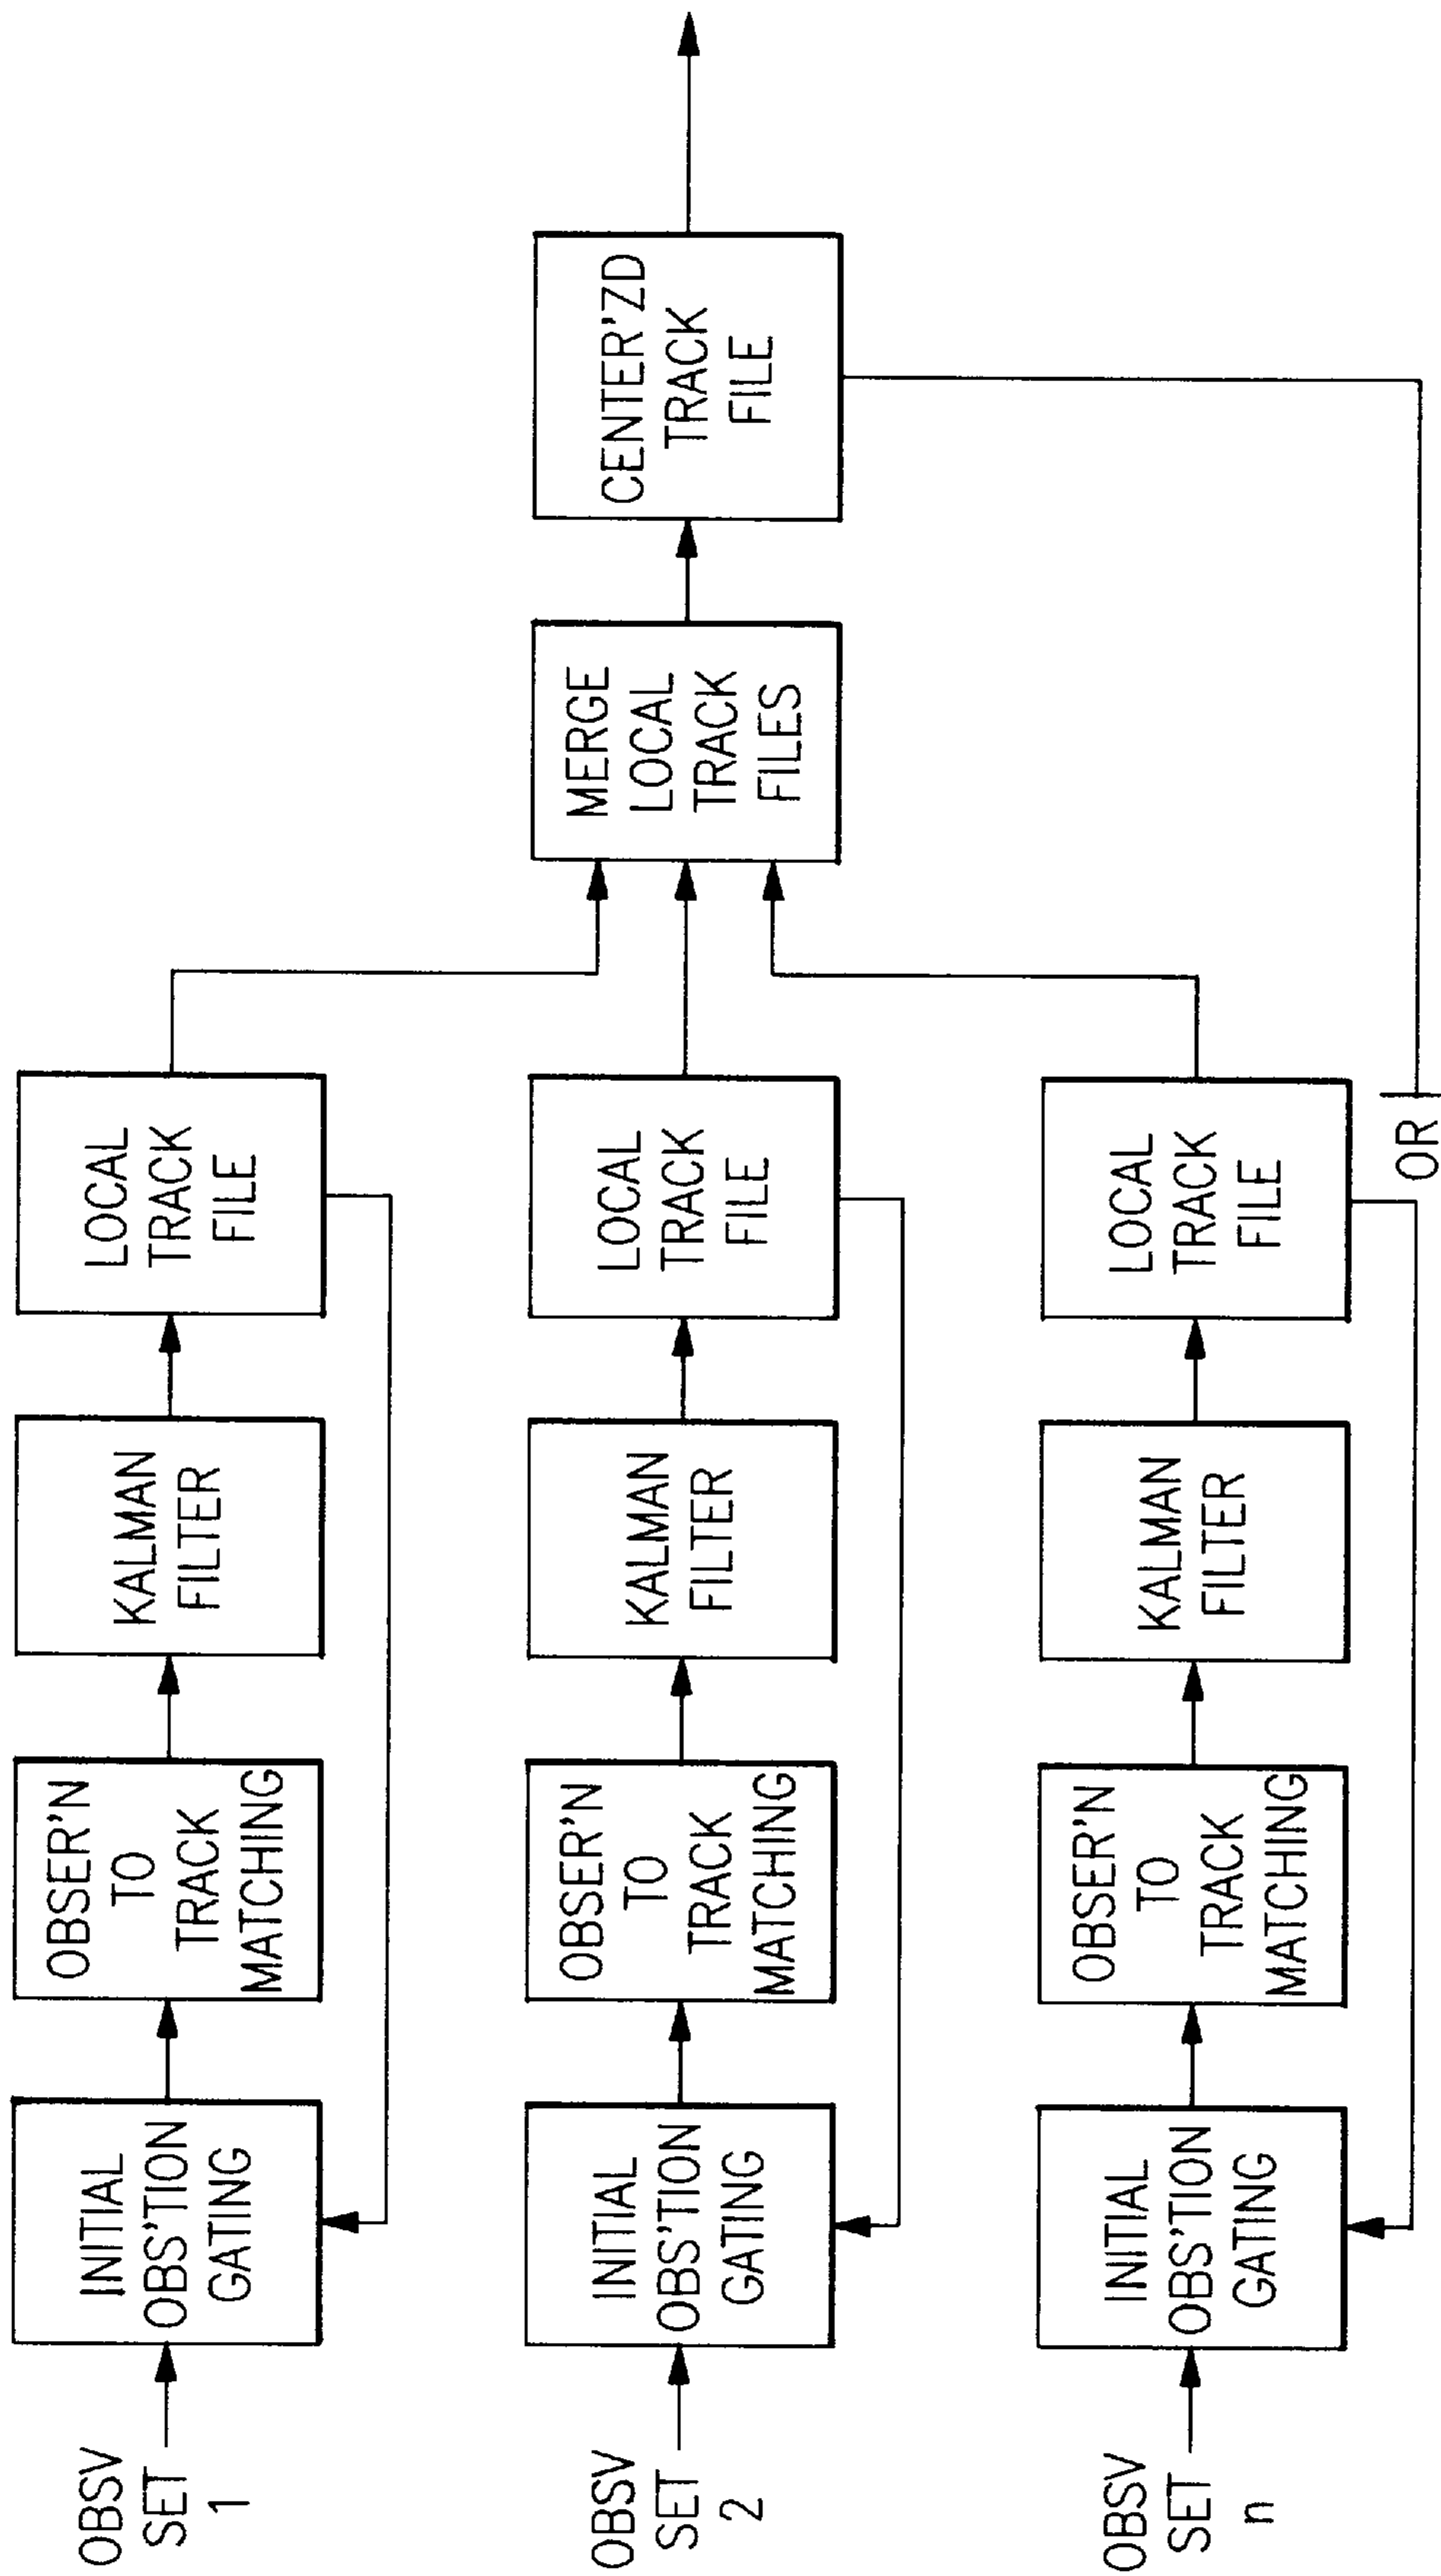 OBSV
SET
1
INITIAL
OBS'TION
GATING
OBSER'N
TO
TRACK
MATCHING
KALMAN
FILTER
LOCAL
TRACK
FILE
OBSV
SET
2
INITIAL
OBS'TION
GATING
OBSER'N
TO
TRACK
MATCHING
KALMAN
FILTER
LOCAL
TRACK
FILE
MERGE
LOCAL
TRACK
FILES
CENTER'ZD
TRACK
FILE
OBSV
SET
n
INITIAL
OBS'TION
GATING
OBSER'N
TO
TRACK
MATCHING
KALMAN
FILTER
LOCAL
TRACK
FILE
OR